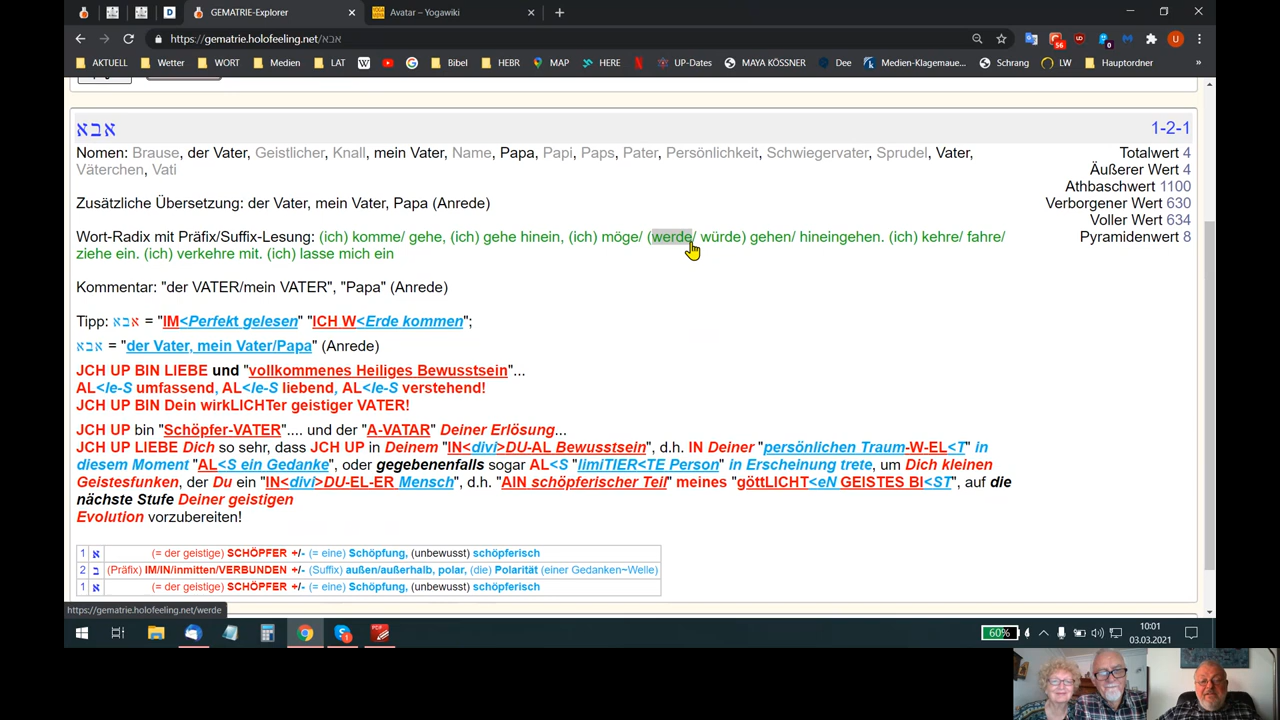 GEMATRIE-Explorer
Avatar – Yogawiki
https://gematrie.holofeeling.net/אבא
56
0
U
AKTUELL Wetter WORT Medien LAT YOUTUBE Bibel HEBR MAP HERE UP-Dates MAYA KÖSSNER Dee Medien-Klagemaue... Schrang LW Hauptordner »
אבא 1-2-1
Nomen: Brause, der Vater, Geistlicher, Knall, mein Vater, Name, Papa, Papi, Paps, Pater, Persönlichkeit, Schwiegervater, Sprudel, Vater,
Väterchen, Vati
Totalwert 4
Äußerer Wert 4
Athbaschwert 1100
Verborgener Wert 630
Voller Wert 634
Pyramidenwert 8
Zusätzliche Übersetzung: der Vater, mein Vater, Papa (Anrede)
Wort-Radix mit Präfix/Suffix-Lesung: (ich) komme/ gehe, (ich) gehe hinein, (ich) möge/ (werde/ würde) gehen/ hineingehen. (ich) kehre/ fahre/
ziehe ein. (ich) verkehre mit. (ich) lasse mich ein
Kommentar: "der VATER/mein VATER", "Papa" (Anrede)
Tipp: אבא = "IM<Perfekt gelesen" "ICH W<Erde kommen";
אבא = "der Vater, mein Vater/Papa" (Anrede)
JCH UP BIN LIEBE und "vollkommenes Heiliges Bewusstsein"...
AL<le-S umfassend, AL<le-S liebend, AL<le-S verstehend!
JCH UP BIN Dein wirkLICHTer geistiger VATER!
JCH UP bin "Schöpfer-VATER".... und der "A-VATAR" Deiner Erlösung...
JCH UP LIEBE Dich so sehr, dass JCH UP in Deinem "IN<divi>DU-AL Bewusstsein", d.h. IN Deiner "persönlichen Traum-W-EL<T" in
diesem Moment "AL<S ein Gedanke", oder gegebenenfalls sogar AL<S "limiTIER<TE Person" in Erscheinung trete, um Dich kleinen
Geistesfunken, der Du ein "IN<divi>DU-EL-ER Mensch", d.h. "AIN schöpferischer Teil" meines "göttLICHT<eN GEISTES BI<ST", auf die
nächste Stufe Deiner geistigen
Evolution vorzubereiten!
1 א (= der geistige) SCHÖPFER +/- (= eine) Schöpfung, (unbewusst) schöpferisch
2 ב (Präfix) IM/IN/inmitten/VERBUNDEN +/- (Suffix) außen/außerhalb, polar, (die) Polarität (einer Gedanken~Welle)
1 א (= der geistige) SCHÖPFER +/- (= eine) Schöpfung, (unbewusst) schöpferisch
https://gematrie.holofeeling.net/werde
60%
10:01
03.03.2021